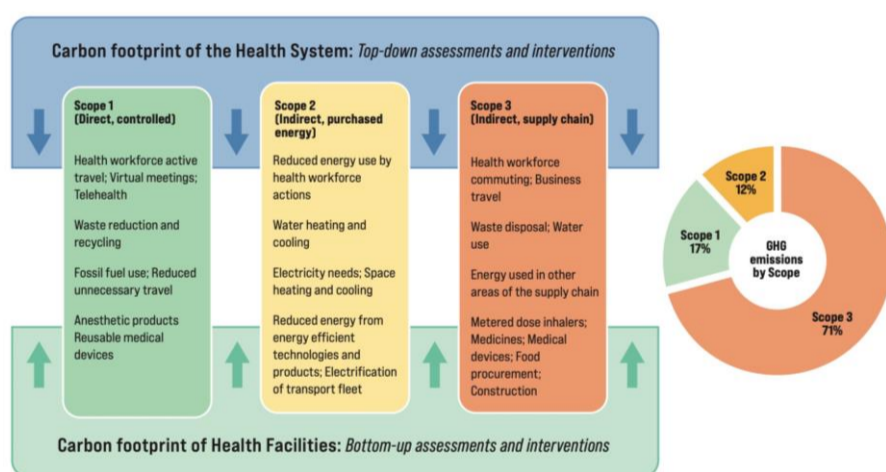 Carbon footprint of the Health System: Top-down assessments and interventions
Scope 1
(Direct, controlled)
Health workforce active
travel; Virtual meetings;
Telehealth
Waste reduction and
recycling
Fossil fuel use; Reduced
unnecessary travel
Anesthetic products
Reusable medical
devices
Scope 2
(Indirect, purchased
energy)
Reduced energy use by
health workforce
actions
Water heating and
cooling
Electricity needs; Space
heating and cooling
Reduced energy from
energy efficient
technologies and
products; Electrification
of transport fleet
Scope 3
(Indirect, supply chain)
Health workforce
commuting; Business
travel
Waste disposal; Water
use
Energy used in other
areas of the supply chain
Metered dose inhalers;
Medicines; Medical
devices; Food
procurement;
Construction
Carbon footprint of Health Facilities: Bottom-up assessments and interventions
Scope 2
12%
Scope 1
17%
GHG
emissions
by Scope
Scope 3
71%